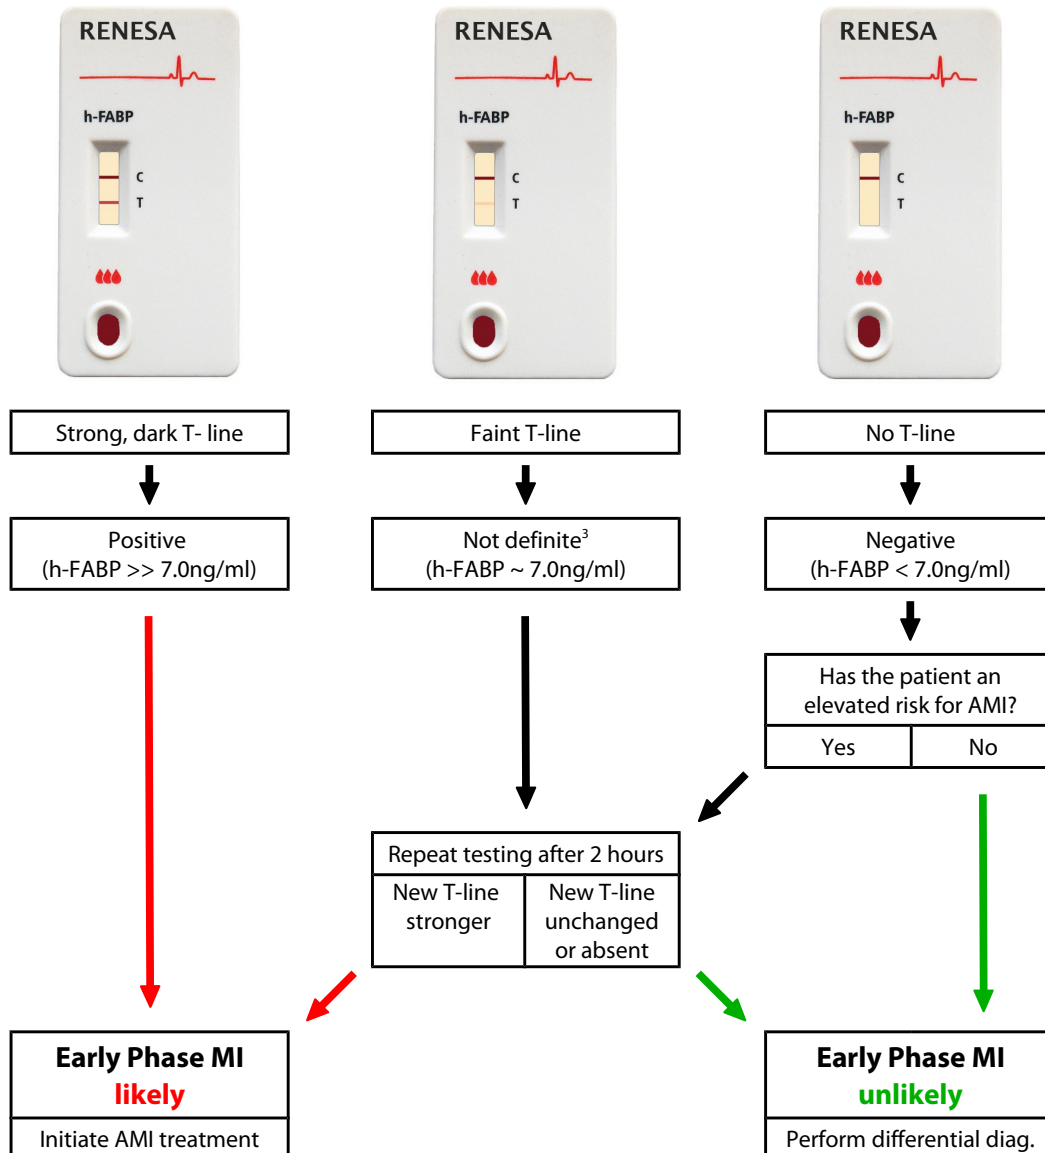 RENESA
h-FABP
C
T
RENESA
h-FABP
C
T
RENESA
h-FABP
C
T
Strong, dark T- line
Faint T-line
No T-line
Positive
(h-FABP >> 7.0ng/ml)
Not definite³
(h-FABP ~ 7.0ng/ml)
Negative
(h-FABP < 7.0ng/ml)
Has the patient an
elevated risk for AMI?
Yes
No
Repeat testing after 2 hours
New T-line
stronger
New T-line
unchanged
or absent
Early Phase MI
likely
Initiate AMI treatment
Early Phase MI
unlikely
Perform differential diag.